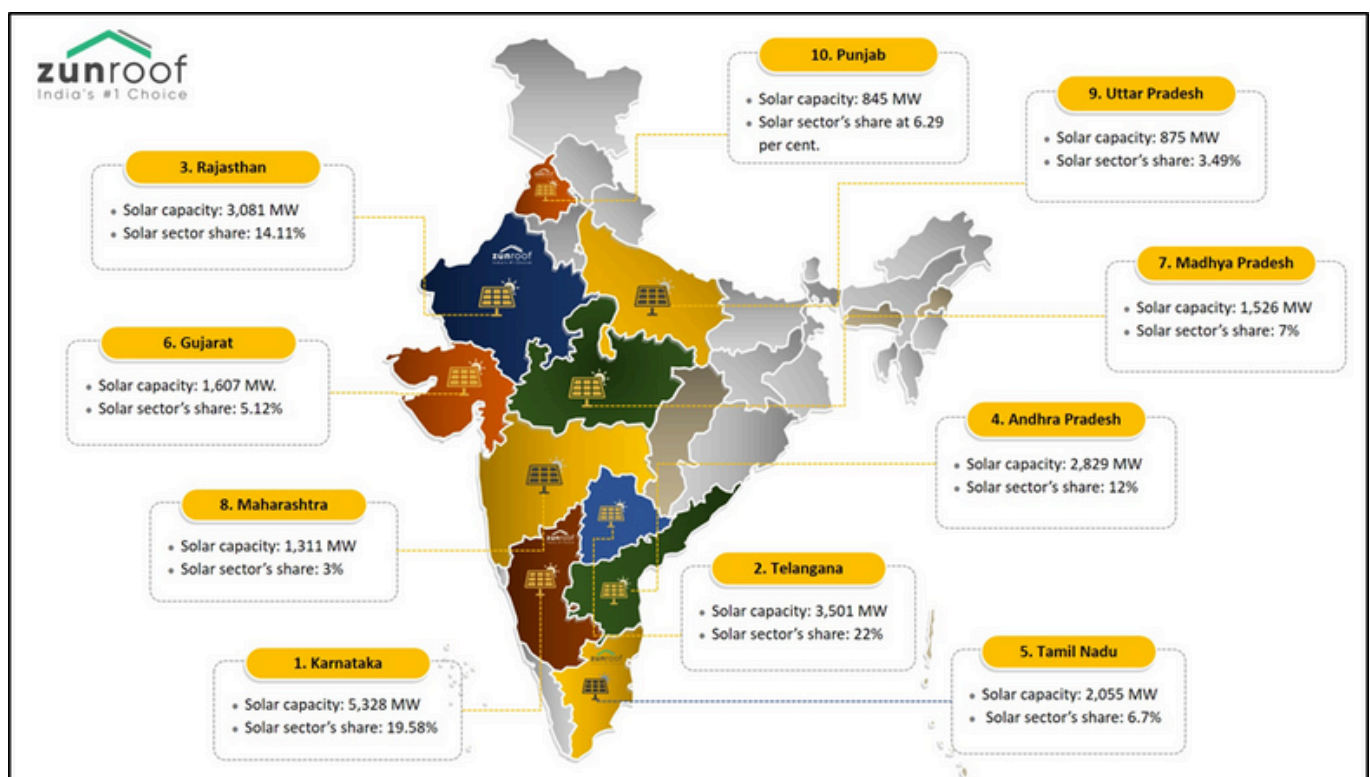 zunroof
India's #1 Choice
10. Punjab
Solar capacity: 845 MW
Solar sector's share at 6.29
per cent.
9. Uttar Pradesh
Solar capacity: 875 MW
Solar sector's share: 3.49%
3. Rajasthan
Solar capacity: 3,081 MW
Solar sector share: 14.11%
zunroof
7. Madhya Pradesh
Solar capacity: 1,526 MW
Solar sector's share: 7%
6. Gujarat
Solar capacity: 1,607 MW.
Solar sector's share: 5.12%
4. Andhra Pradesh
Solar capacity: 2,829 MW
Solar sector's share: 12%
8. Maharashtra
Solar capacity: 1,311 MW
Solar sector's share: 3%
zunroof
2. Telangana
Solar capacity: 3,501 MW
Solar sector's share: 22%
1. Karnataka
Solar capacity: 5,328 MW
Solar sector's share: 19.58%
zunroof
5. Tamil Nadu
Solar capacity: 2,055 MW
Solar sector's share: 6.7%